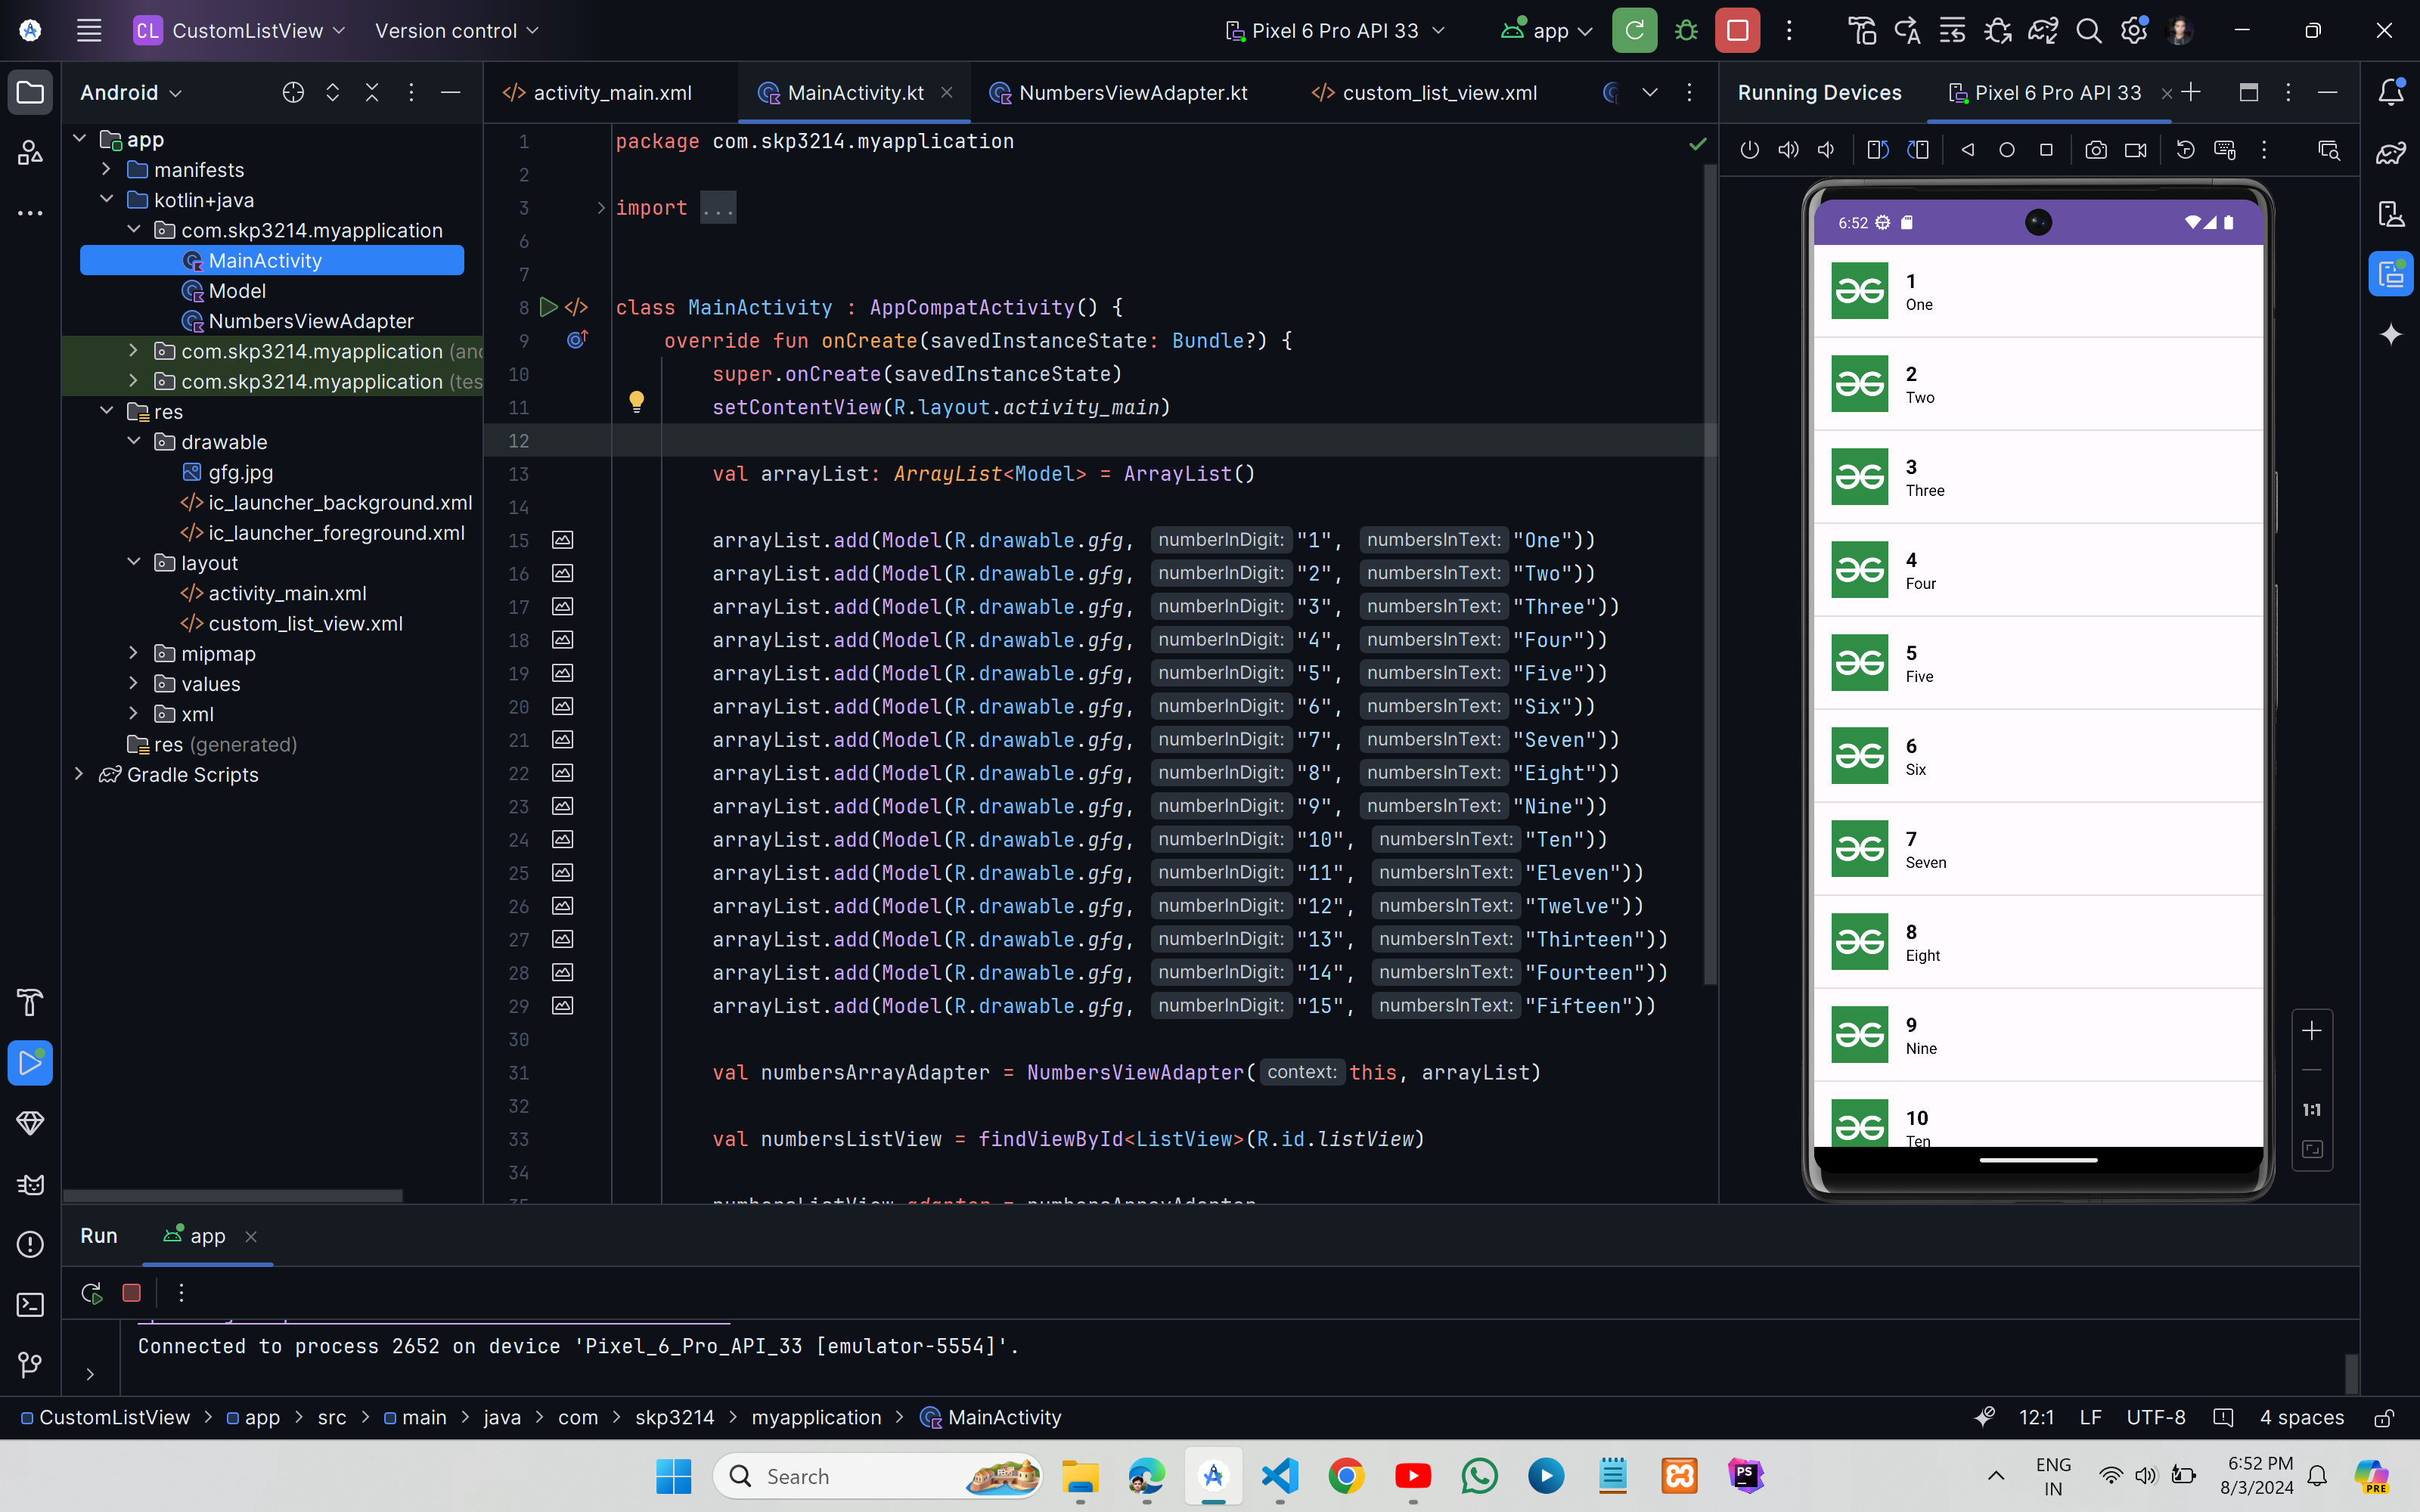 CL CustomListView Version control Pixel 6 Pro API 33 app
Android
activity_main.xml MainActivity.kt NumbersViewAdapter.kt custom_list_view.xml
Running Devices Pixel 6 Pro API 33
app
manifests
kotlin+java
com.skp3214.myapplication
MainActivity
Model
NumbersViewAdapter
com.skp3214.myapplication (and
com.skp3214.myapplication (tes
res
drawable
gfg.jpg
ic_launcher_background.xml
ic_launcher_foreground.xml
layout
activity_main.xml
custom_list_view.xml
mipmap
values
xml
res (generated)
Gradle Scripts
1 package com.skp3214.myapplication
2
3 import ...
6
7
8 class MainActivity : AppCompatActivity() {
9 override fun onCreate(savedInstanceState: Bundle?) {
10 super.onCreate(savedInstanceState)
11 setContentView(R.layout.activity_main)
12
13 val arrayList: ArrayList<Model> = ArrayList()
14
15 arrayList.add(Model(R.drawable.gfg, numberInDigit: "1", numbersInText: "One"))
16 arrayList.add(Model(R.drawable.gfg, numberInDigit: "2", numbersInText: "Two"))
17 arrayList.add(Model(R.drawable.gfg, numberInDigit: "3", numbersInText: "Three"))
18 arrayList.add(Model(R.drawable.gfg, numberInDigit: "4", numbersInText: "Four"))
19 arrayList.add(Model(R.drawable.gfg, numberInDigit: "5", numbersInText: "Five"))
20 arrayList.add(Model(R.drawable.gfg, numberInDigit: "6", numbersInText: "Six"))
21 arrayList.add(Model(R.drawable.gfg, numberInDigit: "7", numbersInText: "Seven"))
22 arrayList.add(Model(R.drawable.gfg, numberInDigit: "8", numbersInText: "Eight"))
23 arrayList.add(Model(R.drawable.gfg, numberInDigit: "9", numbersInText: "Nine"))
24 arrayList.add(Model(R.drawable.gfg, numberInDigit: "10", numbersInText: "Ten"))
25 arrayList.add(Model(R.drawable.gfg, numberInDigit: "11", numbersInText: "Eleven"))
26 arrayList.add(Model(R.drawable.gfg, numberInDigit: "12", numbersInText: "Twelve"))
27 arrayList.add(Model(R.drawable.gfg, numberInDigit: "13", numbersInText: "Thirteen"))
28 arrayList.add(Model(R.drawable.gfg, numberInDigit: "14", numbersInText: "Fourteen"))
29 arrayList.add(Model(R.drawable.gfg, numberInDigit: "15", numbersInText: "Fifteen"))
30
31 val numbersArrayAdapter = NumbersViewAdapter( context: this, arrayList)
32
33 val numbersListView = findViewById<ListView>(R.id.listView)
34
6:52
1
One
2
Two
3
Three
4
Four
5
Five
6
Six
7
Seven
8
Eight
9
Nine
10
Ten
1:1
Run app
Connected to process 2652 on device 'Pixel_6_Pro_API_33 [emulator-5554]'.
CustomListView > app > src > main > java > com > skp3214 > myapplication > MainActivity
12:1 LF UTF-8 4 spaces
Search
PS
ENG
IN
6:52 PM
8/3/2024
PRE